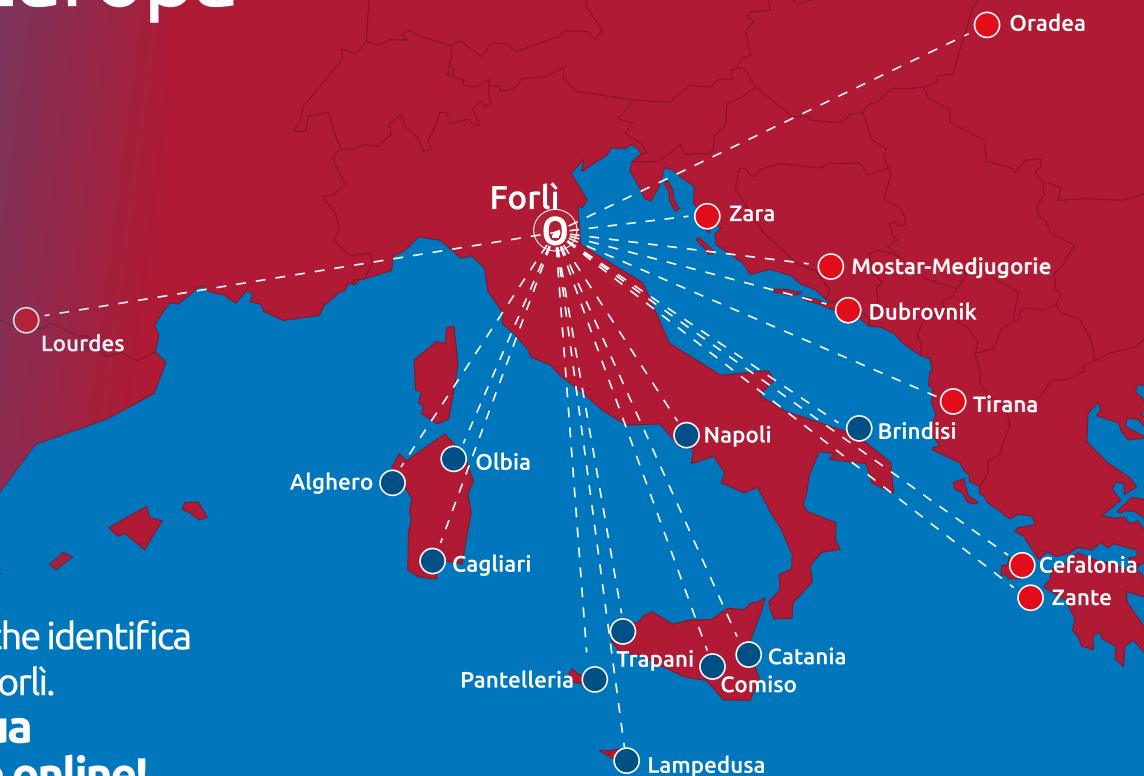 Oradea
Forlì
Zara
Mostar-Medjugorie
Dubrovnik
Lourdes
Tirana
Napoli
Brindisi
Olbia
Alghero
Cagliari
Cefalonia
Zante
che identifica
orlì.
Trapani
Catania
Pantelleria
Comiso
online!
Lampedusa